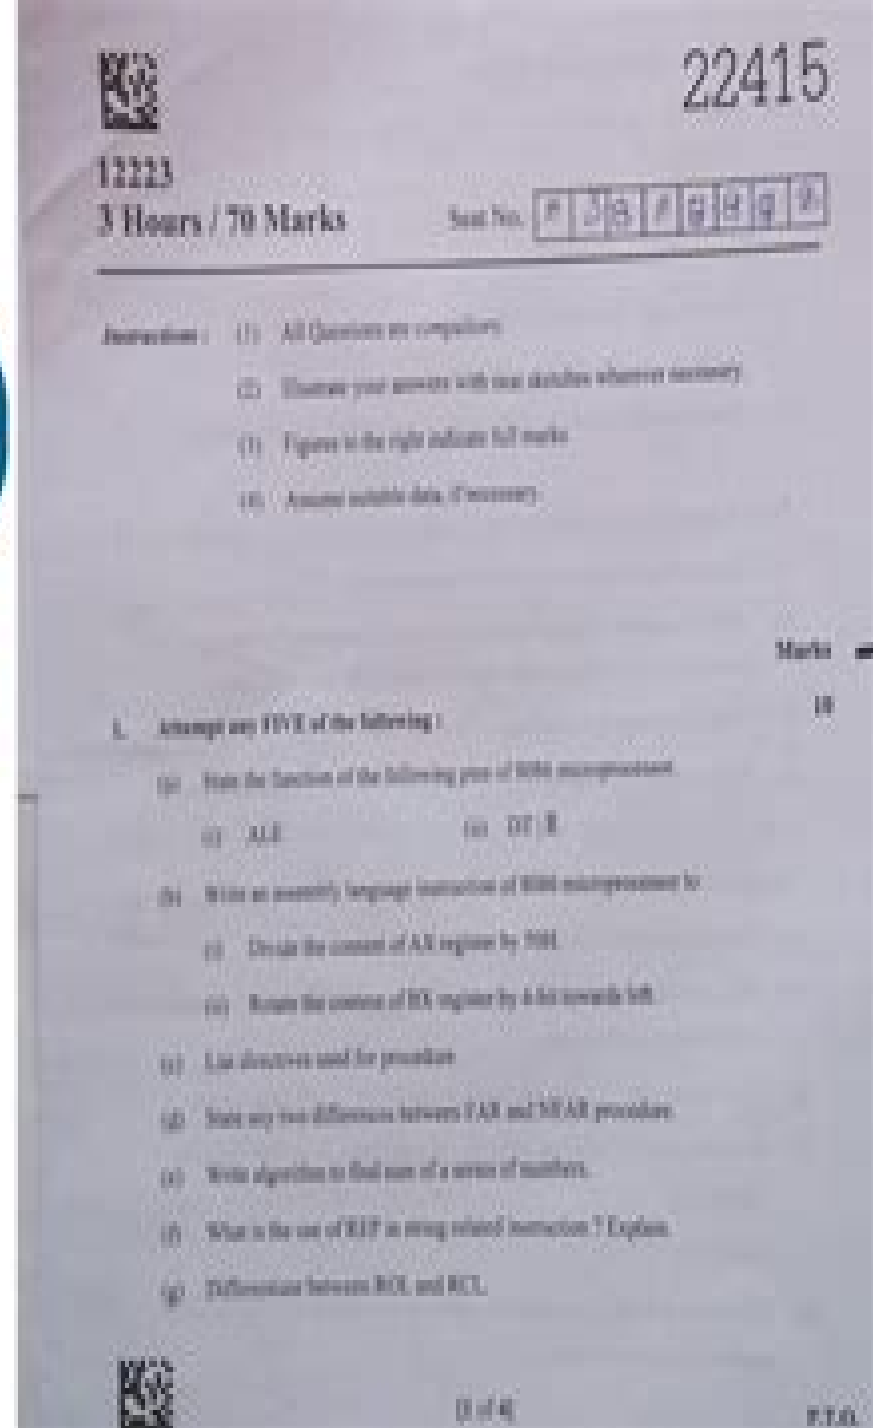 22415
12223
3 Hours / 70 Marks
Seat No.
Instructions : (1) All Questions are compulsory.
(2) Illustrate your answers with neat sketches wherever necessary.
(3) Figures to the right indicate full marks.
(4) Assume suitable data, if necessary.
Marks
1. Attempt any FIVE of the following : 10
(a) State the function of the following pins of 8086 microprocessor.
(i) ALE (ii) DT / R̅
(b) Write an assembly language instruction of 8086 microprocessor to
(i) Divide the content of AX register by 50H.
(ii) Rotate the content of BX register by 4 bit towards left.
(c) List directives used for procedure.
(d) State any two differences between FAR and NEAR procedure.
(e) Write algorithm to find sum of a series of numbers.
(f) What is the use of REP in string related instruction ? Explain.
(g) Differentiate between ROL and RCL.
[1 of 4] P.T.O.